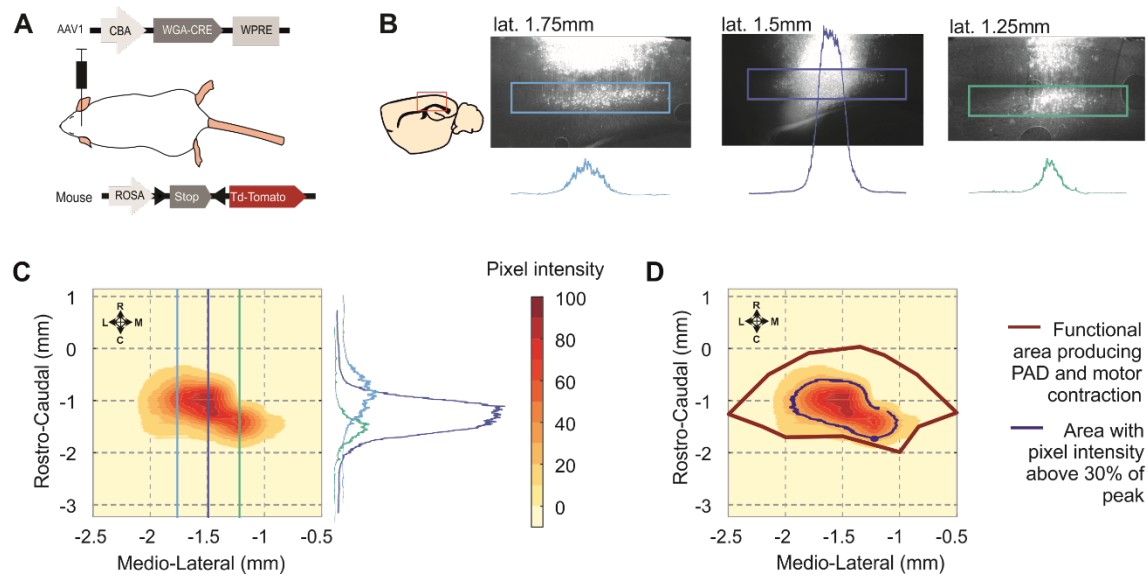 A
AAV1
CBA
WGA-CRE
WPRE
Mouse
ROSA
Stop
Td-Tomato
B
lat. 1.75mm
lat. 1.5mm
lat. 1.25mm
C
Rostro-Caudal (mm)
1
0
-1
-2
-3
R
L
M
C
-2.5
-2
-1.5
-1
-0.5
Medio-Lateral (mm)
Pixel intensity
100
80
60
40
20
0
D
Rostro-Caudal (mm)
1
0
-1
-2
-3
R
L
M
C
-2.5
-2
-1.5
-1
-0.5
Medio-Lateral (mm)
Functional
area producing
PAD and motor
contraction
Area with
pixel intensity
above 30% of
peak